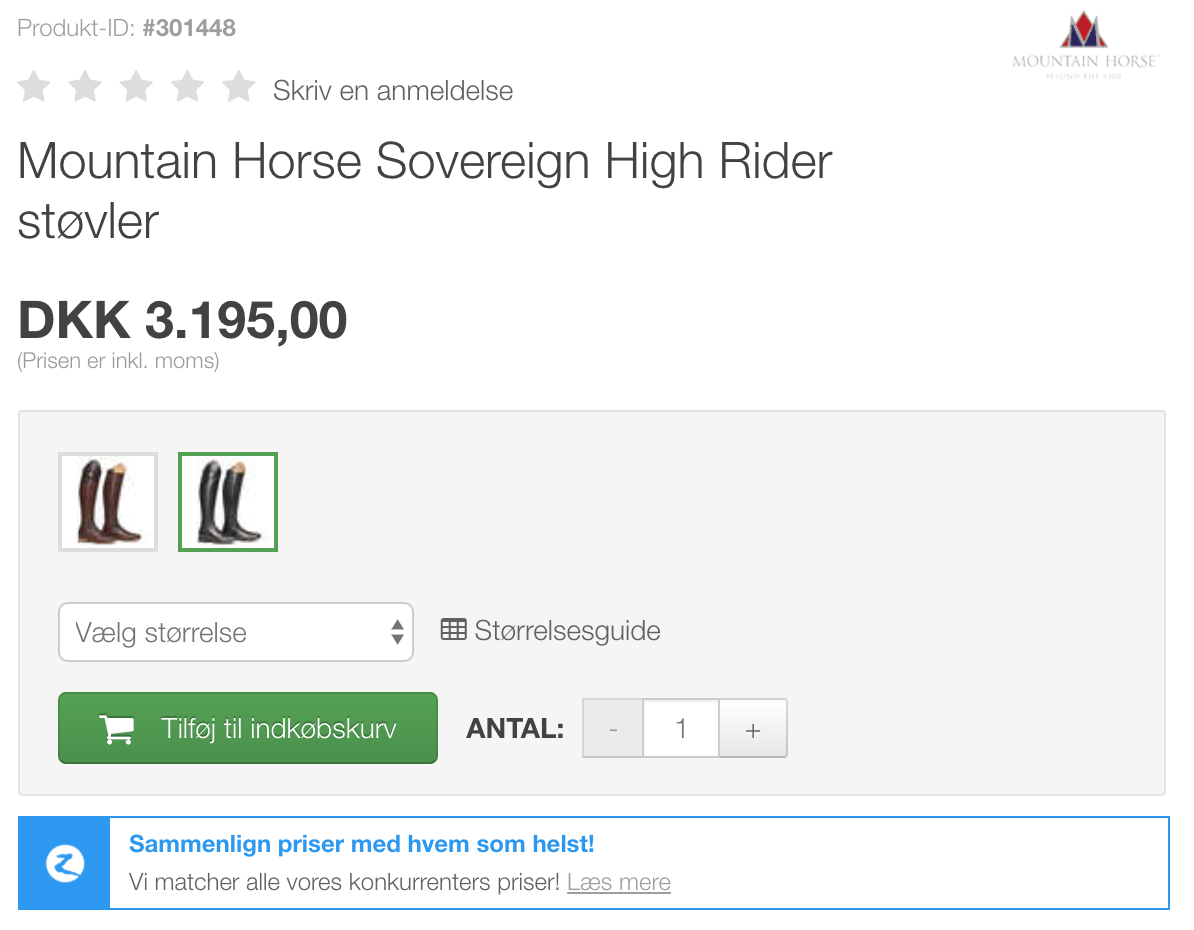 Produkt-ID: #301448
MOUNTAIN HORSE
BEYOND THE RIDE
Skriv en anmeldelse
Mountain Horse Sovereign High Rider
støvler
DKK 3.195,00
(Prisen er inkl. moms)
Vælg størrelse
Størrelsesguide
Tilføj til indkøbskurv
ANTAL:
- 1 +
Sammenlign priser med hvem som helst!
Vi matcher alle vores konkurrenters priser! Læs mere